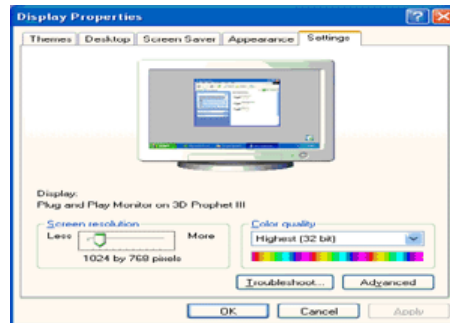 Display Properties
Themes Desktop Screen Saver Appearance Settings
Display:
Plug and Play Monitor on 3D Prophet III
Screen resolution
Less More
1024 by 768 pixels
Color quality
Highest (32 bit)
Troubleshoot... Advanced
OK Cancel Apply